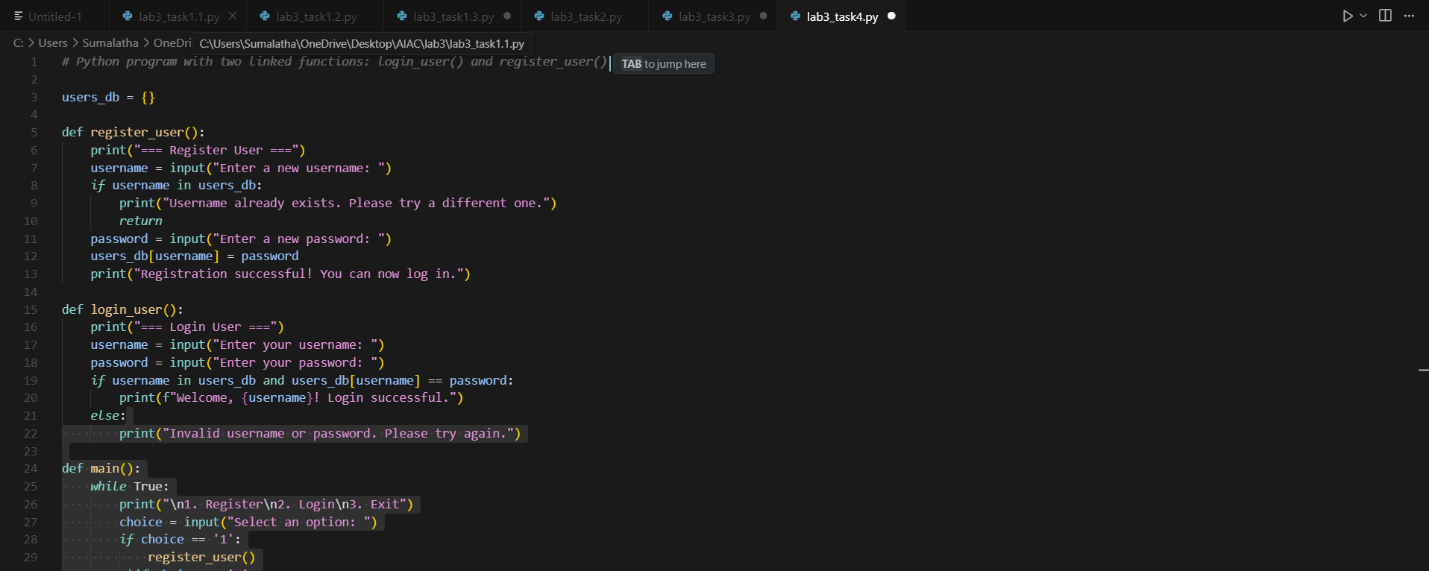 Untitled-1 lab3_task1.1.py lab3_task1.2.py lab3_task1.3.py lab3_task2.py lab3_task3.py lab3_task4.py
C: > Users > Sumalatha > OneDri
C:\Users\Sumalatha\OneDrive\Desktop\AIAC\lab3\lab3_task1.1.py
1 # Python program with two linked functions: login_user() and register_user() TAB to jump here
2
3 users_db = {}
4
5 def register_user():
6     print("=== Register User ===")
7     username = input("Enter a new username: ")
8     if username in users_db:
9         print("Username already exists. Please try a different one.")
10         return
11     password = input("Enter a new password: ")
12     users_db[username] = password
13     print("Registration successful! You can now log in.")
14
15 def login_user():
16     print("=== Login User ===")
17     username = input("Enter your username: ")
18     password = input("Enter your password: ")
19     if username in users_db and users_db[username] == password:
20         print(f"Welcome, {username}! Login successful.")
21     else:
22         print("Invalid username or password. Please try again.")
23
24 def main():
25     while True:
26         print("\n1. Register\n2. Login\n3. Exit")
27         choice = input("Select an option: ")
28         if choice == '1':
29             register_user()